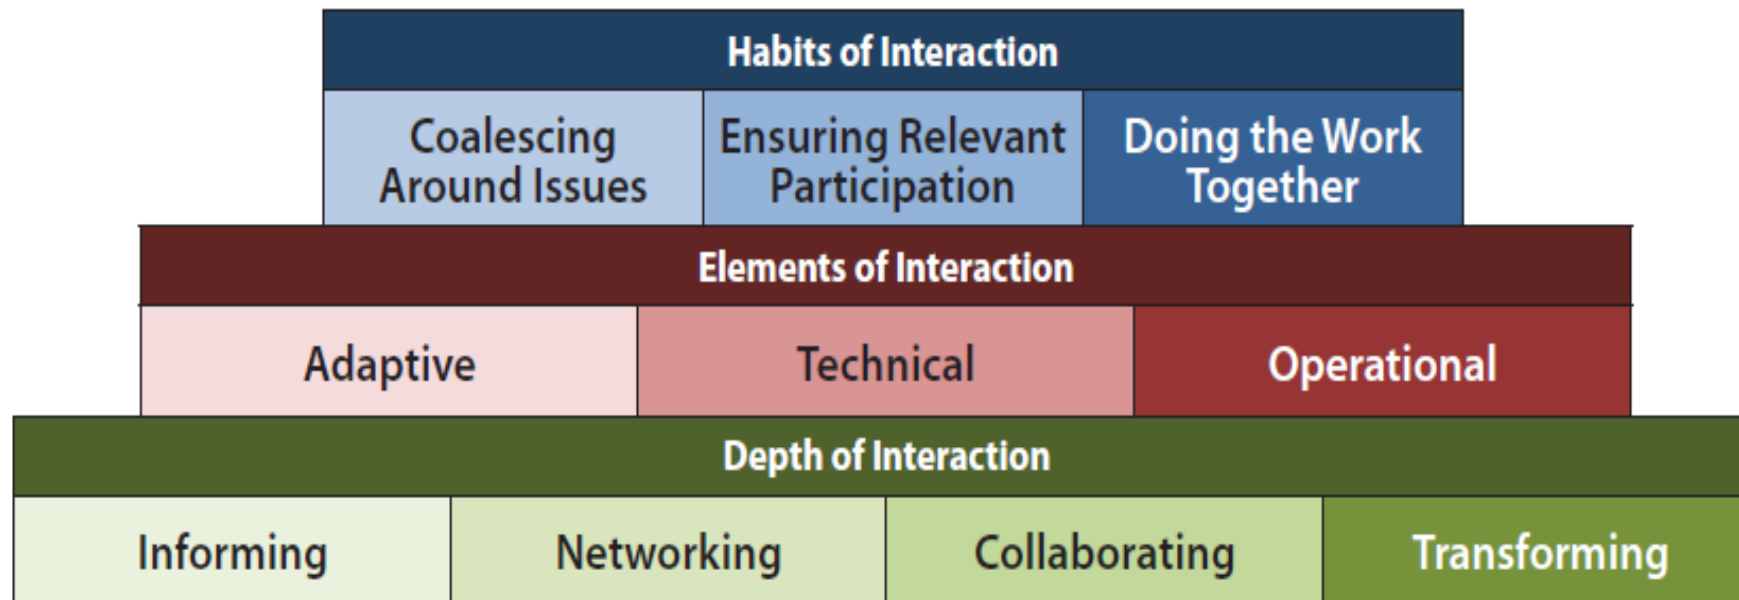 Habits of Interaction
Coalescing
Around Issues
Ensuring Relevant
Participation
Doing the Work
Together
Elements of Interaction
Adaptive
Technical
Operational
Depth of Interaction
Informing
Networking
Collaborating
Transforming